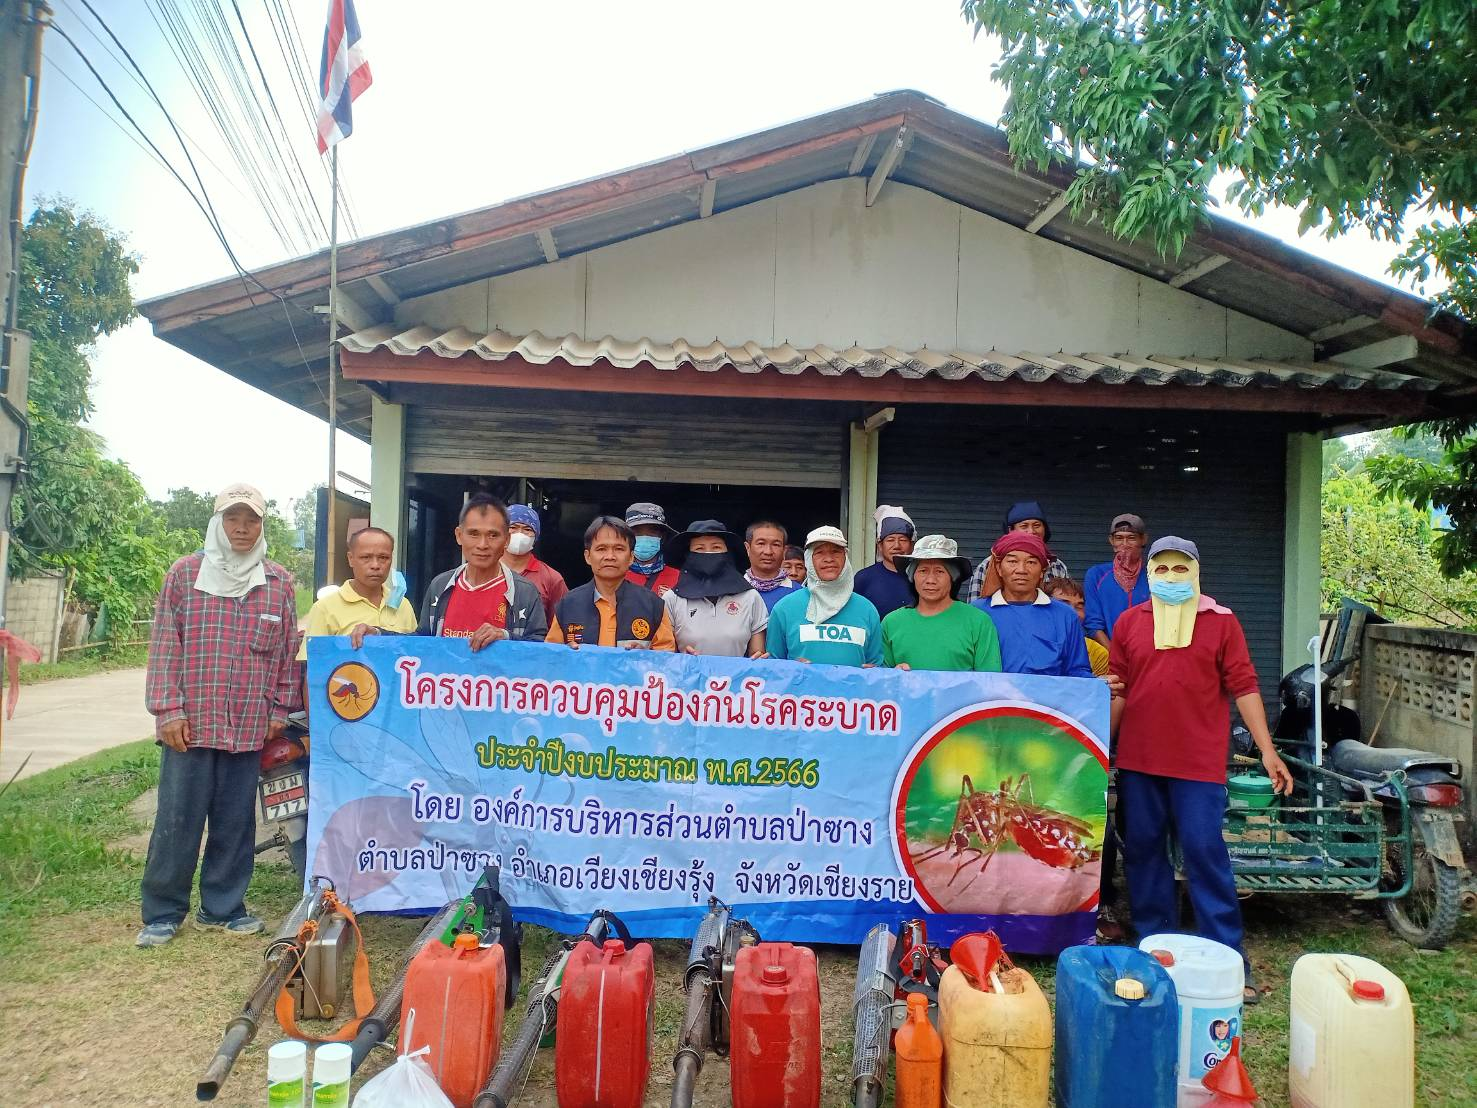 โครงการควบคุมป้องกันโรคระบาด
ประจำปีงบประมาณ พ.ศ.2566
โดย องค์การบริหารส่วนตำบลป่าซาง
ตำบลป่าซาง อำเภอเวียงเชียงรุ้ง จังหวัดเชียงราย
TOA
Standa
717